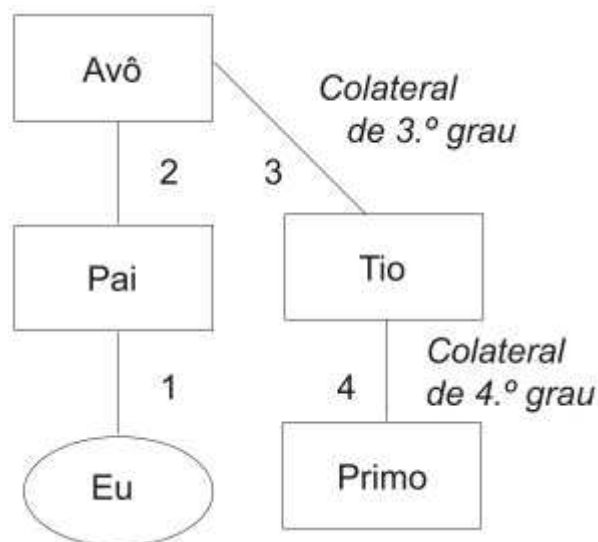 Avô
Colateral
de 3.º grau
2
3
Pai
Tio
Colateral
de 4.º grau
1
4
Eu
Primo